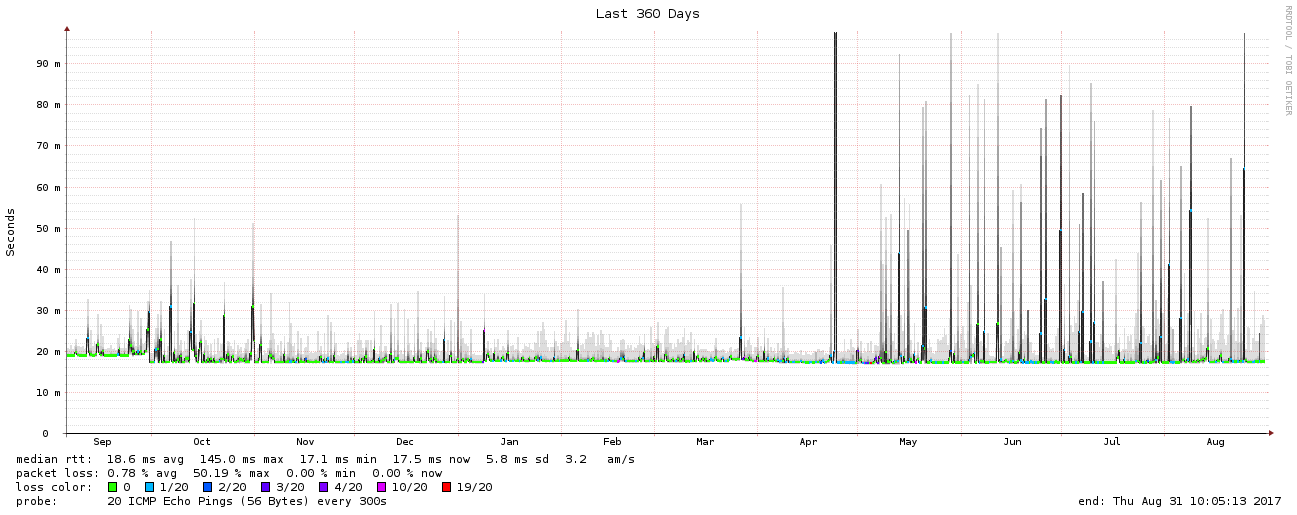 Last 360 Days
RRDTOOL / TOBI OETIKER
Seconds
90 m
80 m
70 m
60 m
50 m
40 m
30 m
20 m
10 m
0
Sep Oct Nov Dec Jan Feb Mar Apr May Jun Jul Aug
median rtt: 18.6 ms avg 145.0 ms max 17.1 ms min 17.5 ms now 5.8 ms sd 3.2 am/s
packet loss: 0.78 % avg 50.19 % max 0.00 % min 0.00 % now
loss color: 0 1/20 2/20 3/20 4/20 10/20 19/20
probe: 20 ICMP Echo Pings (56 Bytes) every 300s end: Thu Aug 31 10:05:13 2017